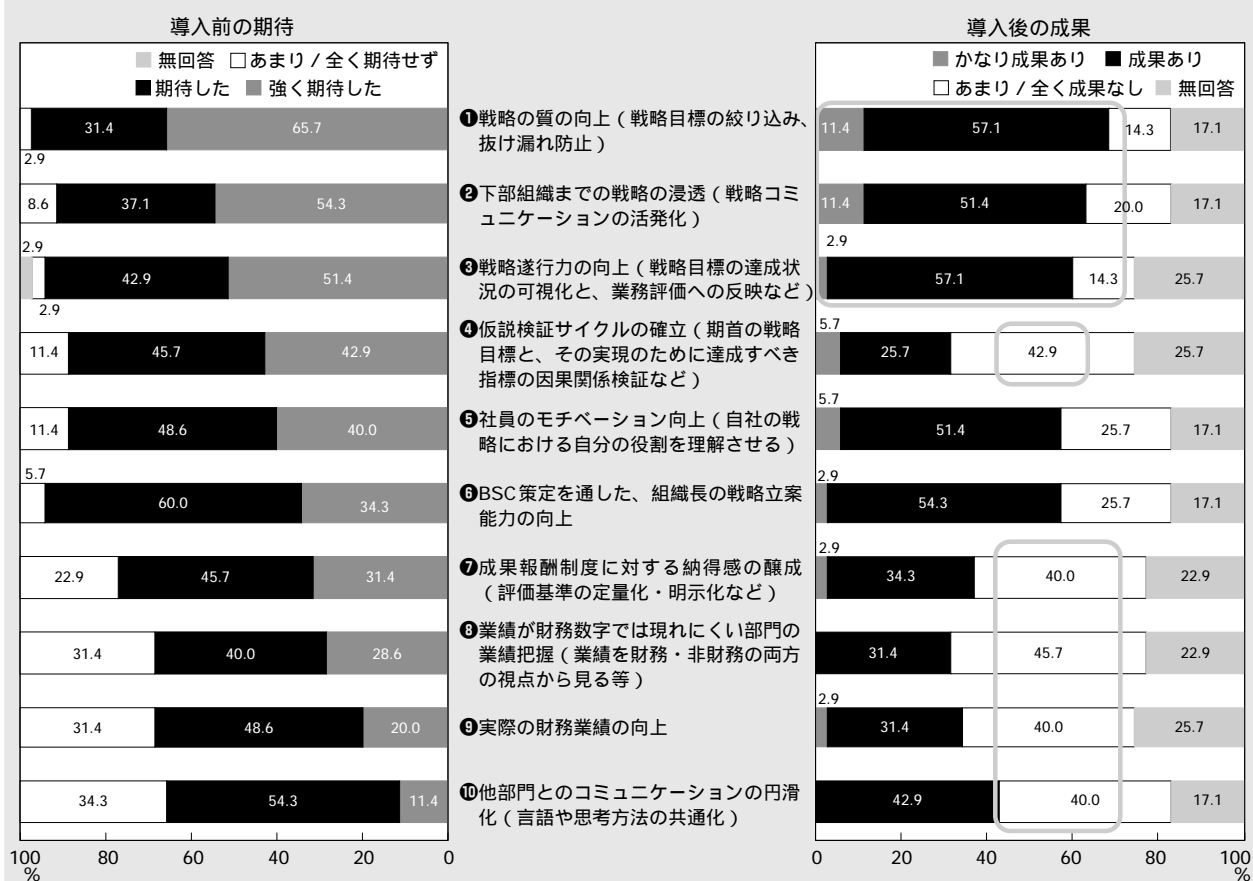 導入前の期待
無回答 あまり / 全く期待せず
期待した 強く期待した
31.4 65.7
2.9
8.6 37.1 54.3
2.9
42.9 51.4
2.9
11.4 45.7 42.9
11.4 48.6 40.0
5.7
60.0 34.3
22.9 45.7 31.4
31.4 40.0 28.6
31.4 48.6 20.0
34.3 54.3 11.4
100 80 60 40 20 0
%
❶戦略の質の向上(戦略目標の絞り込み、
抜け漏れ防止)
❷下部組織までの戦略の浸透(戦略コミ
ュニケーションの活発化)
❸戦略遂行力の向上(戦略目標の達成状
況の可視化と、業務評価への反映など)
❹仮説検証サイクルの確立(期首の戦略
目標と、その実現のために達成すべき
指標の因果関係検証など)
❺社員のモチベーション向上(自社の戦
略における自分の役割を理解させる)
❻BSC策定を通した、組織長の戦略立案
能力の向上
❼成果報酬制度に対する納得感の醸成
(評価基準の定量化・明示化など)
❽業績が財務数字では現れにくい部門の
業績把握(業績を財務・非財務の両方
の視点から見る等)
❾実際の財務業績の向上
❿他部門とのコミュニケーションの円滑
化(言語や思考方法の共通化)
導入後の成果
かなり成果あり 成果あり
あまり / 全く成果なし 無回答
11.4 57.1 14.3 17.1
11.4 51.4 20.0 17.1
2.9
57.1 14.3 25.7
5.7
25.7 42.9 25.7
5.7
51.4 25.7 17.1
2.9
54.3 25.7 17.1
2.9
34.3 40.0 22.9
31.4 45.7 22.9
2.9
31.4 40.0 25.7
42.9 40.0 17.1
0 20 40 60 80 100
%